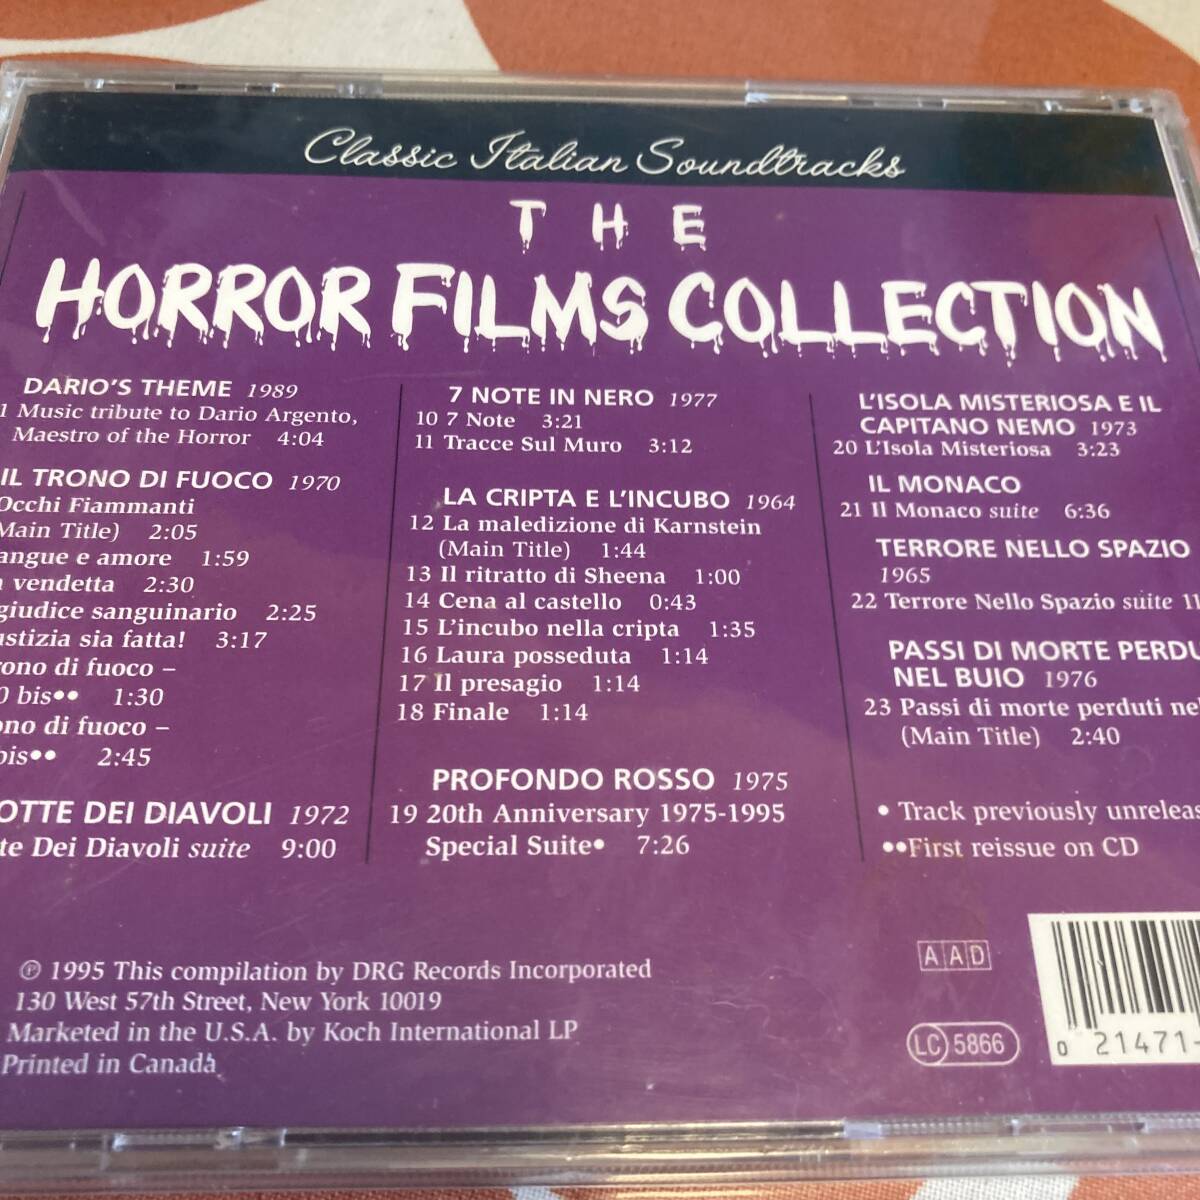 Classic Italian Soundtracks
THE
HORROR FILMS COLLECTION
DARIO'S THEME 1989
1 Music tribute to Dario Argento,
Maestro of the Horror 4:04
IL TRONO DI FUOCO 1970
Occhi Fiammanti
(Main Title) 2:05
angue e amore 1:59
vendetta 2:30
giudice sanguinario 2:25
ustizia sia fatta! 3:17
rono di fuoco –
bis•• 1:30
ono di fuoco –
bis•• 2:45
OTTE DEI DIAVOLI 1972
te Dei Diavoli suite 9:00
7 NOTE IN NERO 1977
10 7 Note 3:21
11 Tracce Sul Muro 3:12
LA CRIPTA E L'INCUBO 1964
12 La maledizione di Karnstein
(Main Title) 1:44
13 Il ritratto di Sheena 1:00
14 Cena al castello 0:43
15 L'incubo nella cripta 1:35
16 Laura posseduta 1:14
17 Il presagio 1:14
18 Finale 1:14
PROFONDO ROSSO 1975
19 20th Anniversary 1975-1995
Special Suite• 7:26
L'ISOLA MISTERIOSA E IL
CAPITANO NEMO 1973
20 L'Isola Misteriosa 3:23
IL MONACO
21 Il Monaco suite 6:36
TERRORE NELLO SPAZIO
1965
22 Terrore Nello Spazio suite 11
PASSI DI MORTE PERDU
NEL BUIO 1976
23 Passi di morte perduti ne
(Main Title) 2:40
• Track previously unreleas
••First reissue on CD
℗ 1995 This compilation by DRG Records Incorporated
130 West 57th Street, New York 10019
Marketed in the U.S.A. by Koch International LP
Printed in Canada
AAD
LC 5866
0 21471-